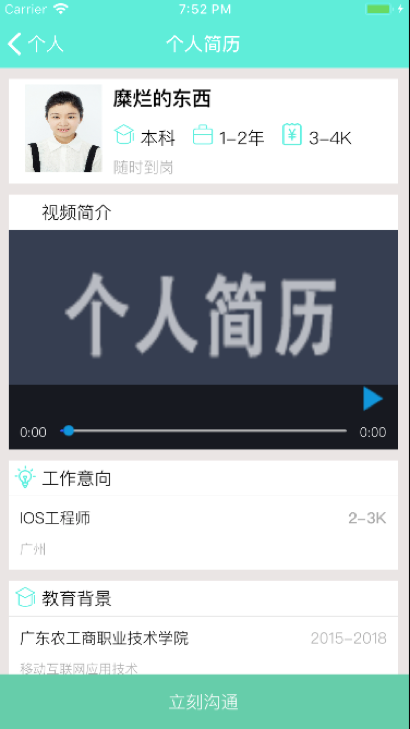 Carrier 7:52 PM
个人 个人简历
糜烂的东西
本科 1-2年 3-4K
随时到岗
视频简介
个人简历
0:00 0:00
工作意向
IOS工程师 2-3K
广州
教育背景
广东农工商职业技术学院 2015-2018
移动互联网应用技术
立刻沟通